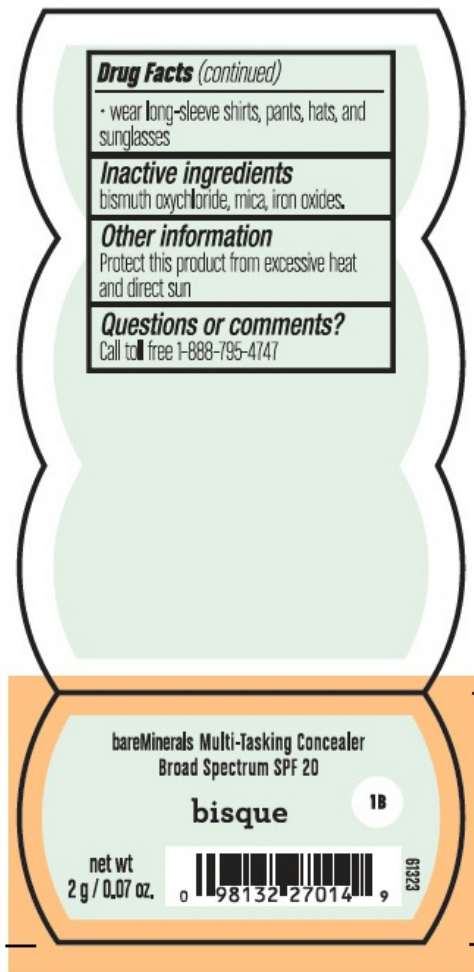 Drug Facts (continued)
• wear long-sleeve shirts, pants, hats, and
sunglasses
Inactive ingredients
bismuth oxychloride, mica, iron oxides.
Other information
Protect this product from excessive heat
and direct sun
Questions or comments?
Call toll free 1-888-795-4747
bareMinerals Multi-Tasking Concealer
Broad Spectrum SPF 20
bisque
1B
net wt
2 g / 0.07 oz.
0 98132 27014 9
61323